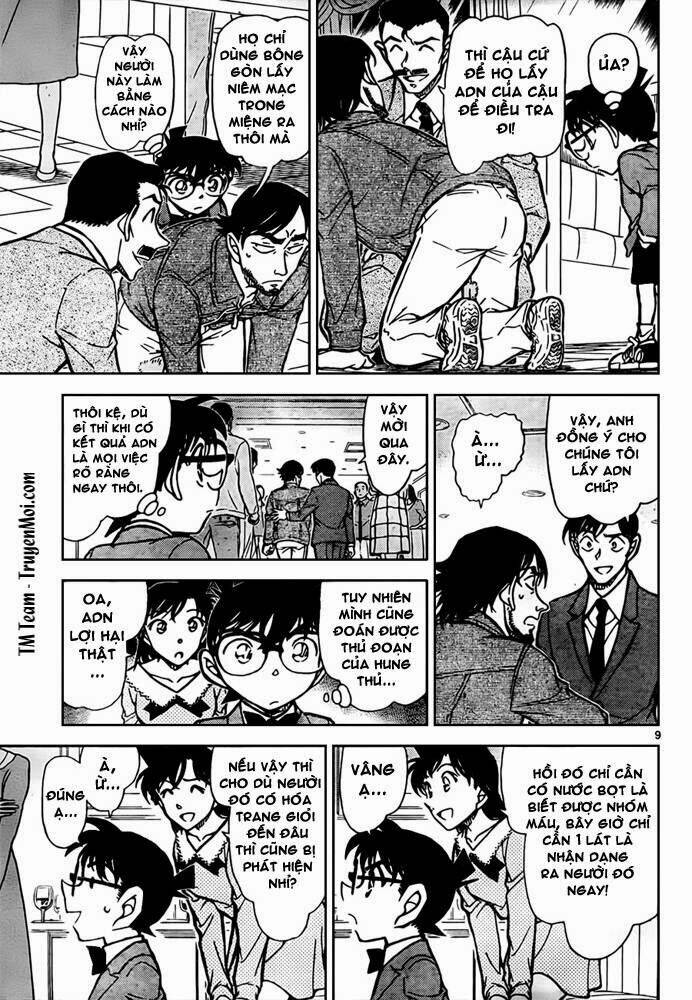 ỦA?
THÌ CẬU CỨ
ĐỂ HỌ LẤY
ADN CỦA CẬU
ĐỂ ĐIỀU TRA
ĐI!
HỌ CHỈ
DÙNG BÔNG
GÒN LẤY
NIÊM MẠC
TRONG
MIỆNG RA
THÔI MÀ
VẬY
NGƯỜI
NÀY LÀM
BẰNG
CÁCH NÀO
NHỈ?
VẬY, ANH
ĐỒNG Ý CHO
CHÚNG TÔI
LẤY ADN
CHỨ?
À...
Ừ...
VẬY
MỜI
QUA
ĐÂY.
THÔI KỆ, DÙ
GÌ THÌ KHI CÓ
KẾT QUẢ ADN
LÀ MỌI VIỆC
RÕ RÀNG
NGAY THÔI.
TUY NHIÊN
MÌNH CŨNG
ĐOÁN ĐƯỢC
THỦ ĐOẠN
CỦA HUNG
THỦ...
OA,
ADN
LỢI HẠI
THẬT
...
9
HỒI ĐÓ CHỈ CẦN
CÓ NƯỚC BỌT LÀ
BIẾT ĐƯỢC NHÓM
MÁU, BÂY GIỜ CHỈ
CẦN 1 LÁT LÀ
NHẬN DẠNG
RA NGƯỜI ĐÓ
NGAY!
VÂNG
Ạ...
NẾU VẬY THÌ
CHO DÙ NGƯỜI
ĐÓ CÓ HÓA
TRANG GIỎI
ĐẾN ĐÂU
THÌ CŨNG BỊ
PHÁT HIỆN
NHỈ?
À,
Ừ...
ĐÚNG
Ạ...
TM Team - TruyenMoi.com